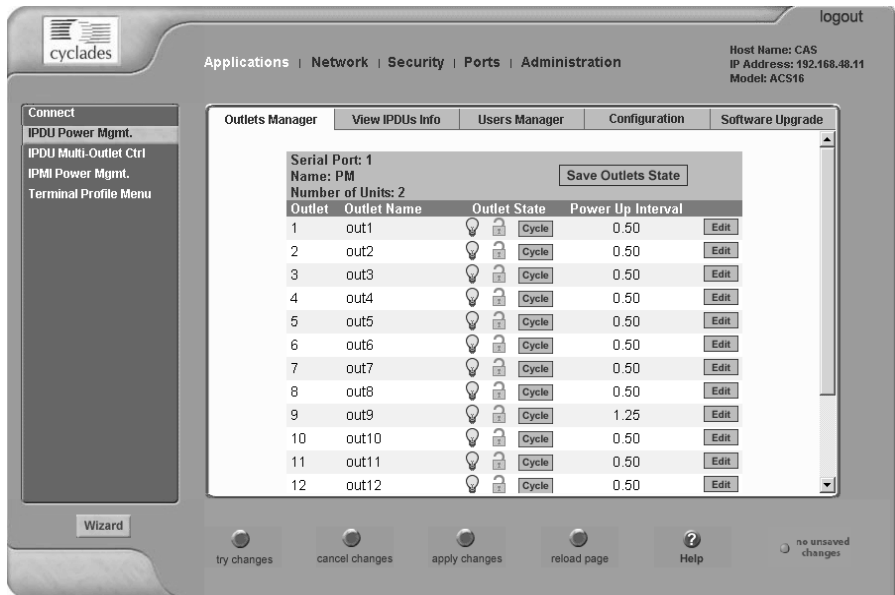 logout
cyclades
Applications | Network | Security | Ports | Administration
Host Name: CAS
IP Address: 192.168.48.11
Model: ACS16
Connect
IPDU Power Mgmt.
IPDU Multi-Outlet Ctrl
IPMI Power Mgmt.
Terminal Profile Menu
Outlets Manager View IPDUs Info Users Manager Configuration Software Upgrade
Serial Port: 1
Name: PM
Number of Units: 2
Save Outlets State
Outlet Outlet Name Outlet State Power Up Interval
1 out1 Cycle 0.50 Edit
2 out2 Cycle 0.50 Edit
3 out3 Cycle 0.50 Edit
4 out4 Cycle 0.50 Edit
5 out5 Cycle 0.50 Edit
6 out6 Cycle 0.50 Edit
7 out7 Cycle 0.50 Edit
8 out8 Cycle 0.50 Edit
9 out9 Cycle 1.25 Edit
10 out10 Cycle 0.50 Edit
11 out11 Cycle 0.50 Edit
12 out12 Cycle 0.50 Edit
Wizard
try changes cancel changes apply changes reload page ? Help
no unsaved
changes